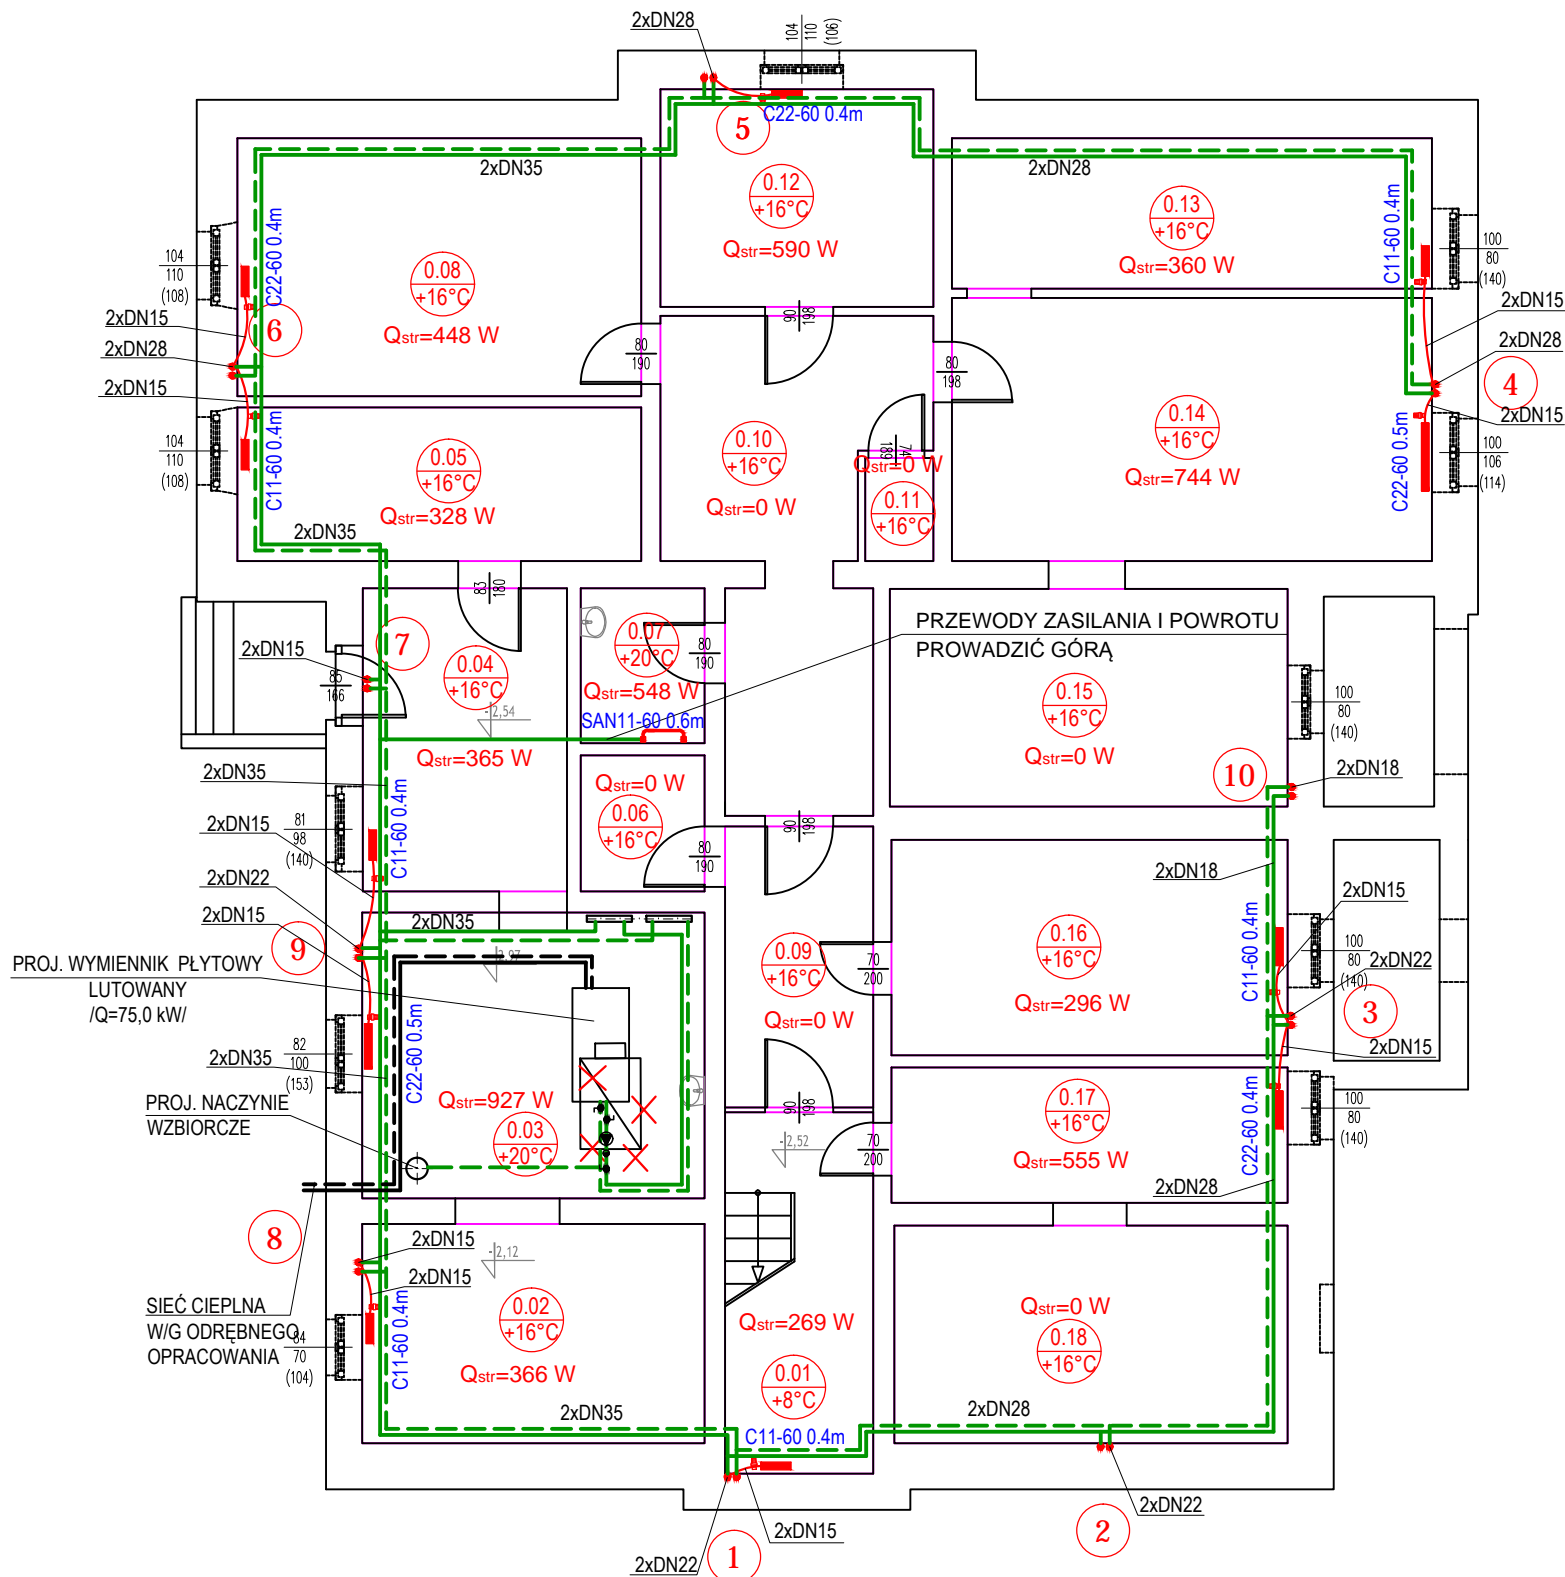 2xDN28
104
110
(106)
5
C22-60 0.4m
2xDN35
2xDN28
0.12
+16°C
Qstr=590 W
0.13
+16°C
Qstr=360 W
C11-60 0.4m
100
80
(140)
104
110
(108)
C22-60 0.4m
0.08
+16°C
Qstr=448 W
2xDN15
6
2xDN28
2xDN15
90
198
80
190
80
198
2xDN15
2xDN28
4
2xDN15
104
110
(108)
C11-60 0.4m
0.05
+16°C
Qstr=328 W
0.10
+16°C
Qstr=0 W
74
189
Qstr=0 W
0.11
+16°C
0.14
+16°C
Qstr=744 W
C22-60 0.5m
100
106
(114)
2xDN35
83
180
7
2xDN15
85
166
0.04
+16°C
-2,54
Qstr=365 W
0.07
+20°C
Qstr=548 W
SAN11-60 0.6m
80
190
PRZEWODY ZASILANIA I POWROTU
PROWADZIĆ GÓRĄ
0.15
+16°C
Qstr=0 W
100
80
(140)
10
2xDN18
2xDN35
2xDN15
81
98
(140)
C11-60 0.4m
Qstr=0 W
0.06
+16°C
80
190
90
198
2xDN18
2xDN22
2xDN15
9
2xDN35
2xDN15
C11-60 0.4m
0.16
+16°C
Qstr=296 W
100
80
(140)
2xDN22
3
2xDN15
PROJ. WYMIENNIK PŁYTOWY
LUTOWANY
/Q=75,0 kW/
-2,97
0.09
+16°C
Qstr=0 W
70
200
2xDN35
82
100
(153)
C22-60 0.5m
Qstr=927 W
0.03
+20°C
PROJ. NACZYNIE
WZBIORCZE
90
198
-2,52
70
200
0.17
+16°C
Qstr=555 W
C22-60 0.4m
100
80
(140)
2xDN28
8
2xDN15
2xDN15
-2,12
SIEĆ CIEPLNA
W/G ODRĘBNEGO
OPRACOWANIA
84
70
(104)
C11-60 0.4m
0.02
+16°C
Qstr=366 W
Qstr=269 W
0.01
+8°C
Qstr=0 W
0.18
+16°C
2xDN35
C11-60 0.4m
2xDN28
2xDN22
2
2xDN15
1
2xDN22